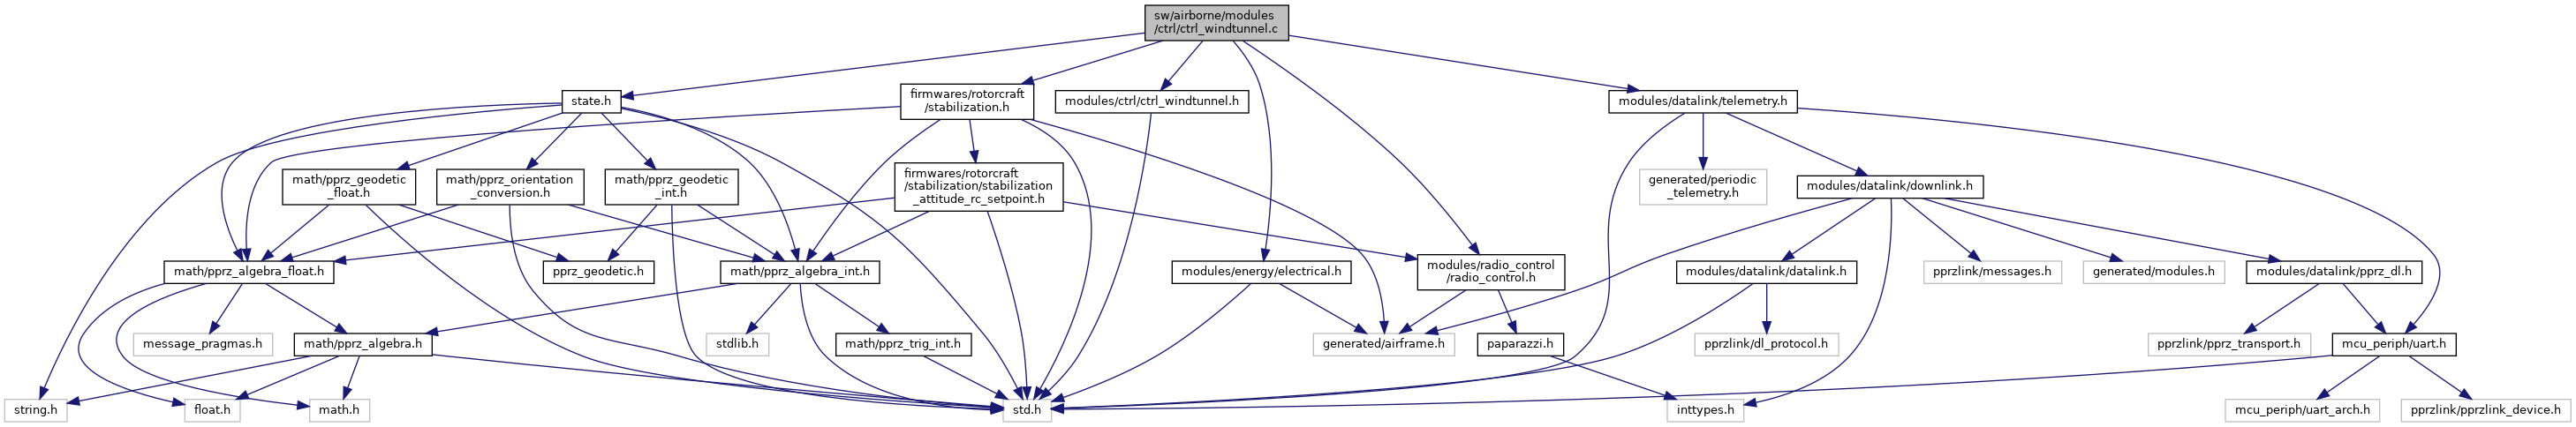 sw/airborne/modules
/ctrl/ctrl_windtunnel.c
state.h
firmwares/rotorcraft
/stabilization.h
modules/ctrl/ctrl_windtunnel.h
modules/datalink/telemetry.h
math/pprz_geodetic
_float.h
math/pprz_orientation
_conversion.h
math/pprz_geodetic
_int.h
firmwares/rotorcraft
/stabilization/stabilization
_attitude_rc_setpoint.h
generated/periodic
_telemetry.h
modules/datalink/downlink.h
math/pprz_algebra_float.h
pprz_geodetic.h
math/pprz_algebra_int.h
modules/energy/electrical.h
modules/radio_control
/radio_control.h
modules/datalink/datalink.h
pprzlink/messages.h
generated/modules.h
modules/datalink/pprz_dl.h
message_pragmas.h
math/pprz_algebra.h
stdlib.h
math/pprz_trig_int.h
generated/airframe.h
paparazzi.h
pprzlink/dl_protocol.h
pprzlink/pprz_transport.h
mcu_periph/uart.h
string.h
float.h
math.h
std.h
inttypes.h
mcu_periph/uart_arch.h
pprzlink/pprzlink_device.h